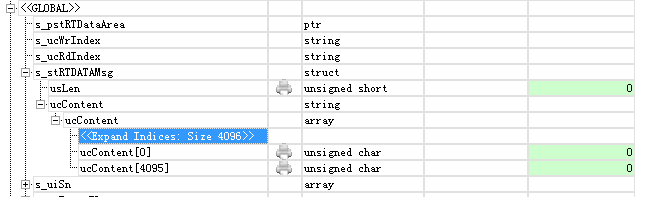 <<GLOBAL>>
s_pstRTDataArea ptr
s_ucWrIndex string
s_ucRdIndex string
s_stRTDATAMsg struct
usLen unsigned short 0
ucContent string
ucContent array
<<Expand Indices: Size 4096>>
ucContent[0] unsigned char 0
ucContent[4095] unsigned char 0
s_uiSn array